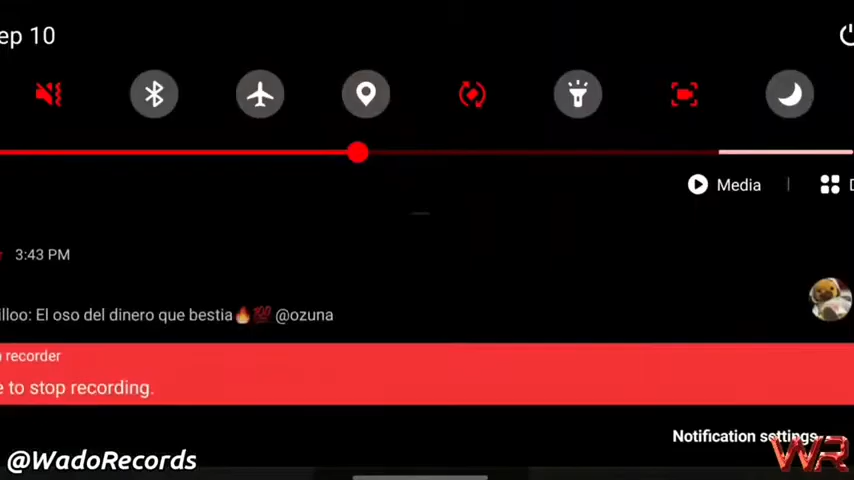 ep 10
Media | D
3:43 PM
illoo: El oso del dinero que bestia🔥💯 @ozuna
recorder
e to stop recording.
Notification settings
@WadoRecords
WR